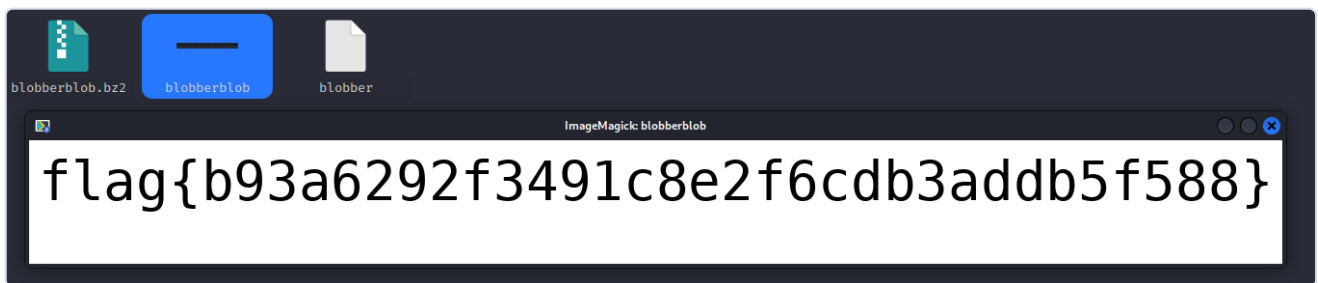 blobberblob.bz2
blobberblob
blobber
ImageMagick: blobberblob
flag{b93a6292f3491c8e2f6cdb3addb5f588}